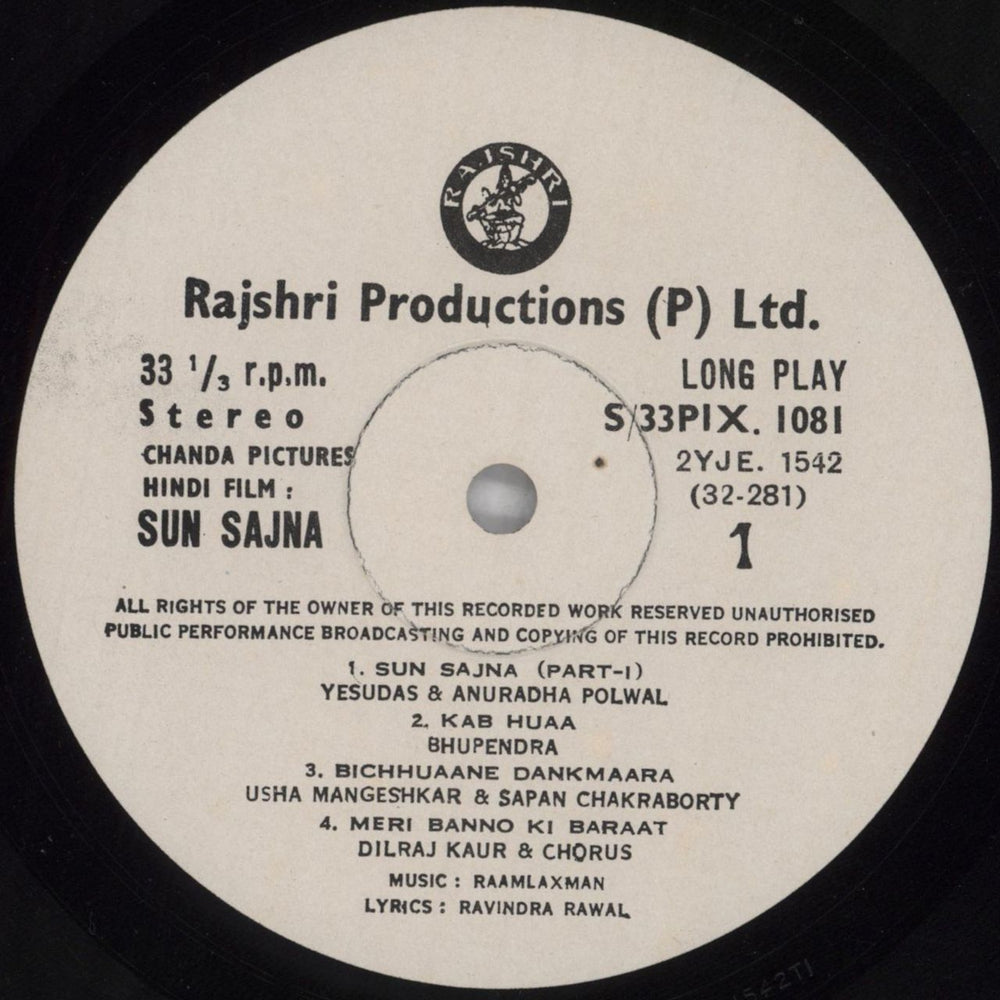 RAJSHRI
Rajshri Productions (P) Ltd.
33 1/3 r.p.m.
Stereo
CHANDA PICTURES
HINDI FILM :
SUN SAJNA
LONG PLAY
S/33PIX. 1081
2YJE. 1542
(32-281)
1
ALL RIGHTS OF THE OWNER OF THIS RECORDED WORK RESERVED UNAUTHORISED
PUBLIC PERFORMANCE BROADCASTING AND COPYING OF THIS RECORD PROHIBITED.
1. SUN SAJNA (PART-I)
YESUDAS & ANURADHA POLWAL
2. KAB HUAA
BHUPENDRA
3. BICHHUAANE DANKMAARA
USHA MANGESHKAR & SAPAN CHAKRABORTY
4. MERI BANNO KI BARAAT
DILRAJ KAUR & CHORUS
MUSIC : RAAMLAXMAN
LYRICS : RAVINDRA RAWAL